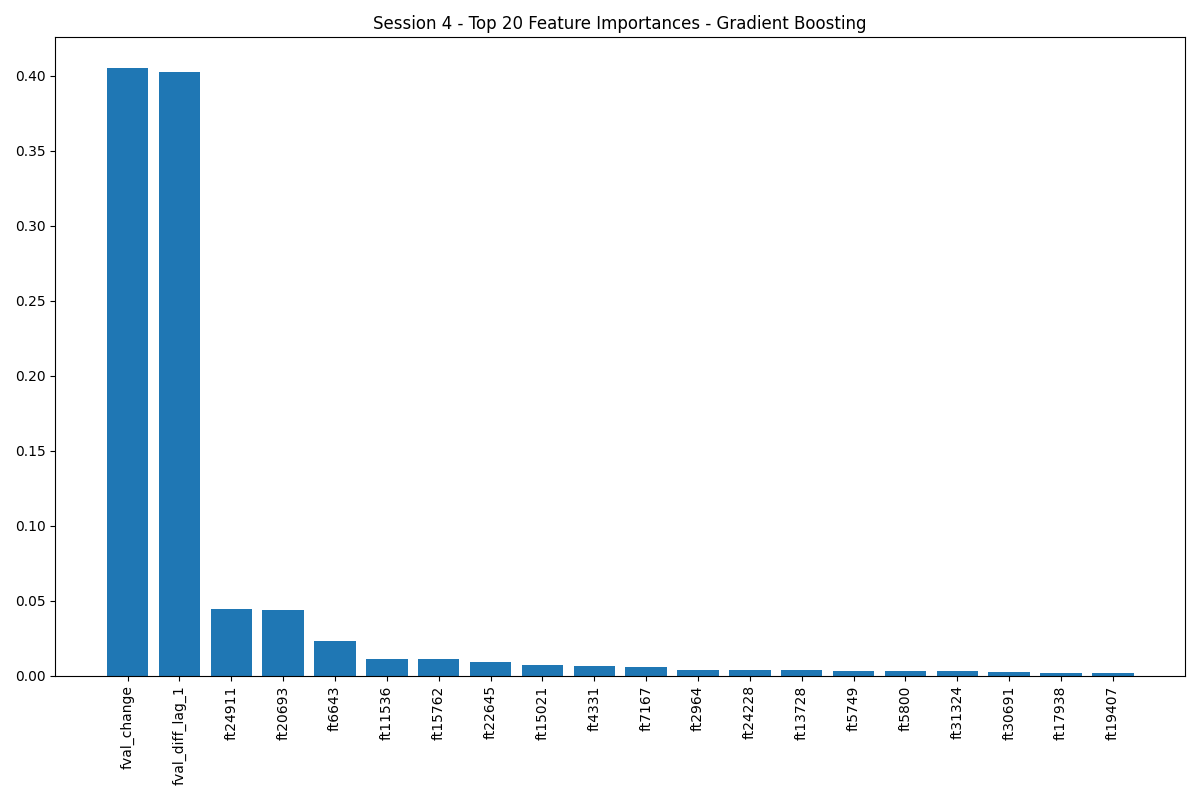 Session 4 - Top 20 Feature Importances - Gradient Boosting
0.40
0.35
0.30
0.25
0.20
0.15
0.10
0.05
0.00
fval_change
fval_diff_lag_1
ft24911
ft20693
ft6643
ft11536
ft15762
ft22645
ft15021
ft4331
ft7167
ft2964
ft24228
ft13728
ft5749
ft5800
ft31324
ft30691
ft17938
ft19407